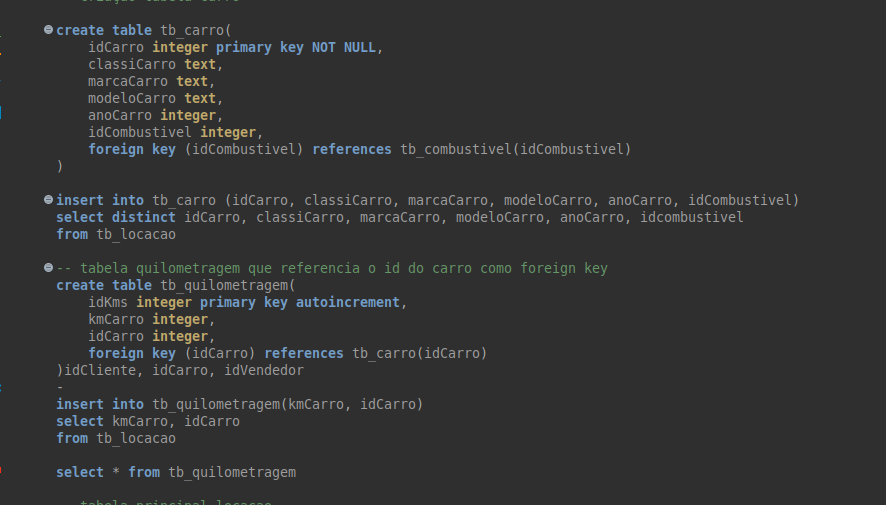 create table tb_carro(
idCarro integer primary key NOT NULL,
classiCarro text,
marcaCarro text,
modeloCarro text,
anoCarro integer,
idCombustivel integer,
foreign key (idCombustivel) references tb_combustivel(idCombustivel)
)
insert into tb_carro (idCarro, classiCarro, marcaCarro, modeloCarro, anoCarro, idCombustivel)
select distinct idCarro, classiCarro, marcaCarro, modeloCarro, anoCarro, idcombustivel
from tb_locacao
-- tabela quilometragem que referencia o id do carro como foreign key
create table tb_quilometragem(
idKms integer primary key autoincrement,
kmCarro integer,
idCarro integer,
foreign key (idCarro) references tb_carro(idCarro)
)idCliente, idCarro, idVendedor
-
insert into tb_quilometragem(kmCarro, idCarro)
select kmCarro, idCarro
from tb_locacao
select * from tb_quilometragem